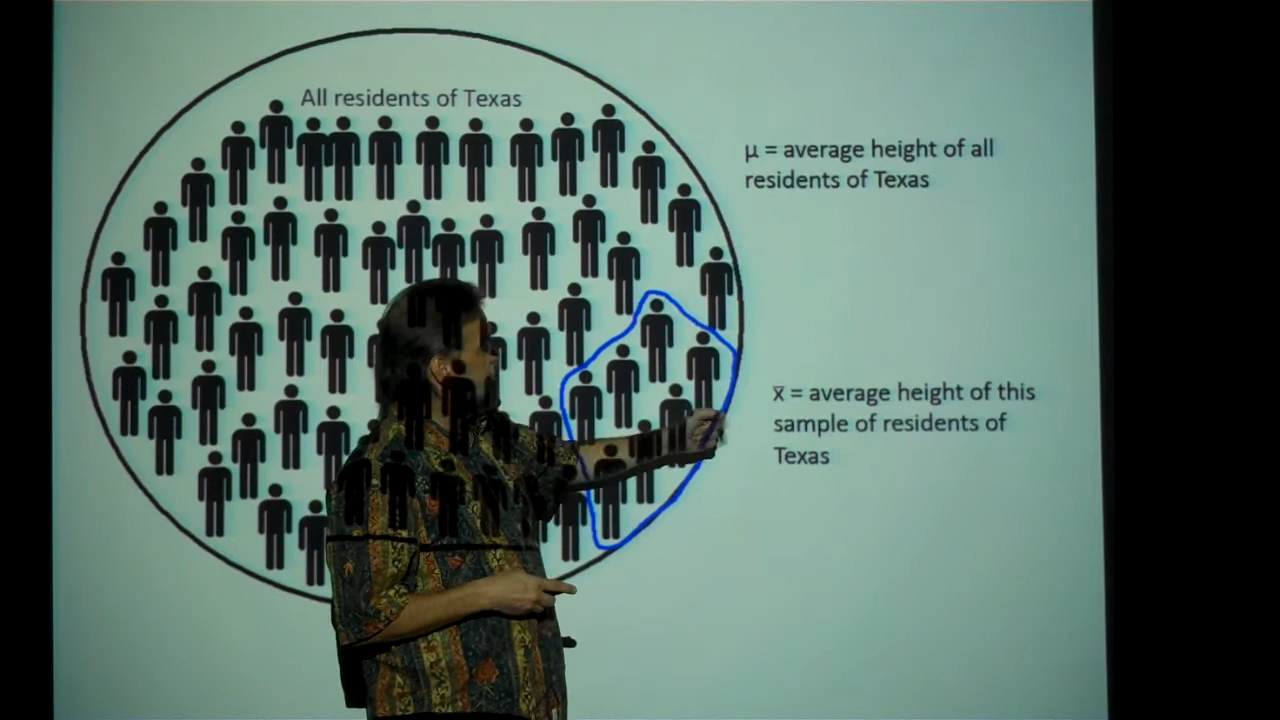 All residents of Texas
μ = average height of all
residents of Texas
x̅ = average height of this
sample of residents of
Texas